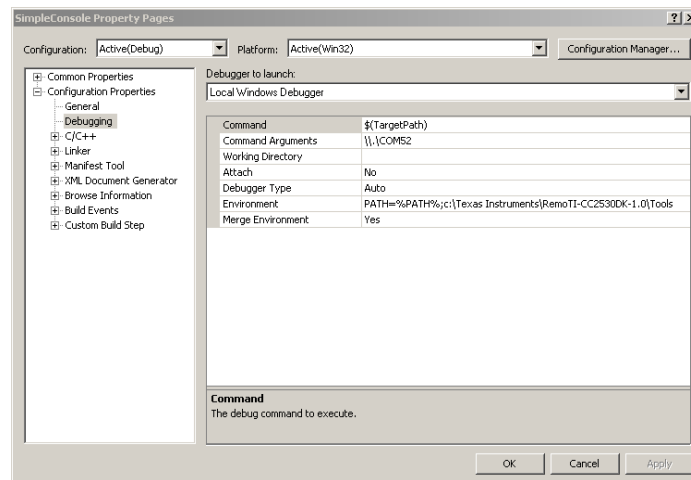 SimpleConsole Property Pages
Configuration: Active(Debug) Platform: Active(Win32) Configuration Manager...
Common Properties
Configuration Properties
General
Debugging
C/C++
Linker
Manifest Tool
XML Document Generator
Browse Information
Build Events
Custom Build Step
Debugger to launch:
Local Windows Debugger
Command $(TargetPath)
Command Arguments \\.\COM52
Working Directory
Attach No
Debugger Type Auto
Environment PATH=%PATH%;c:\Texas Instruments\RemoTI-CC2530DK-1.0\Tools
Merge Environment Yes
Command
The debug command to execute.
OK Cancel Apply